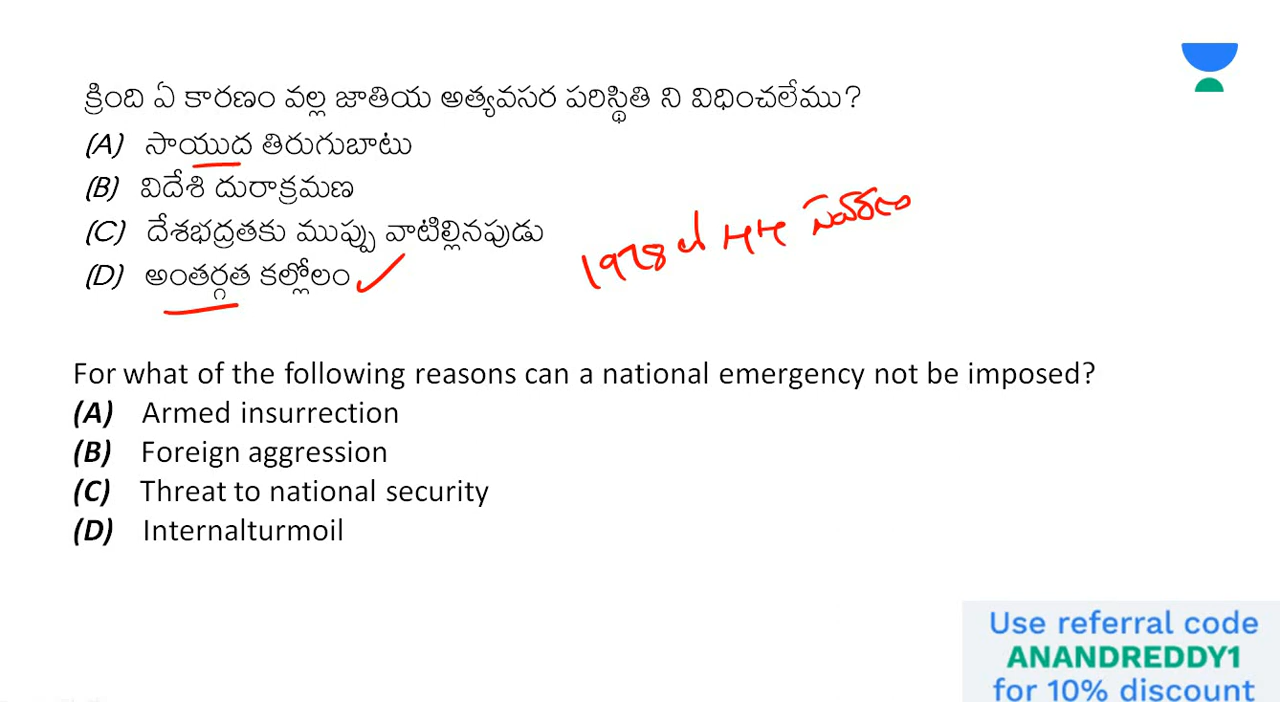 క్రింది ఏ కారణం వల్ల జాతీయ అత్యవసర పరిస్థితి ని విధించలేము?
(A) సాయుద తిరుగుబాటు
(B) విదేశి దురాక్రమణ
(C) దేశభద్రతకు ముప్పు వాటిల్లినపుడు
(D) అంతర్గత కల్లోలం
1978 లో 44 సవరణ
For what of the following reasons can a national emergency not be imposed?
(A) Armed insurrection
(B) Foreign aggression
(C) Threat to national security
(D) Internalturmoil
Use referral code
ANANDREDDY1
for 10% discount